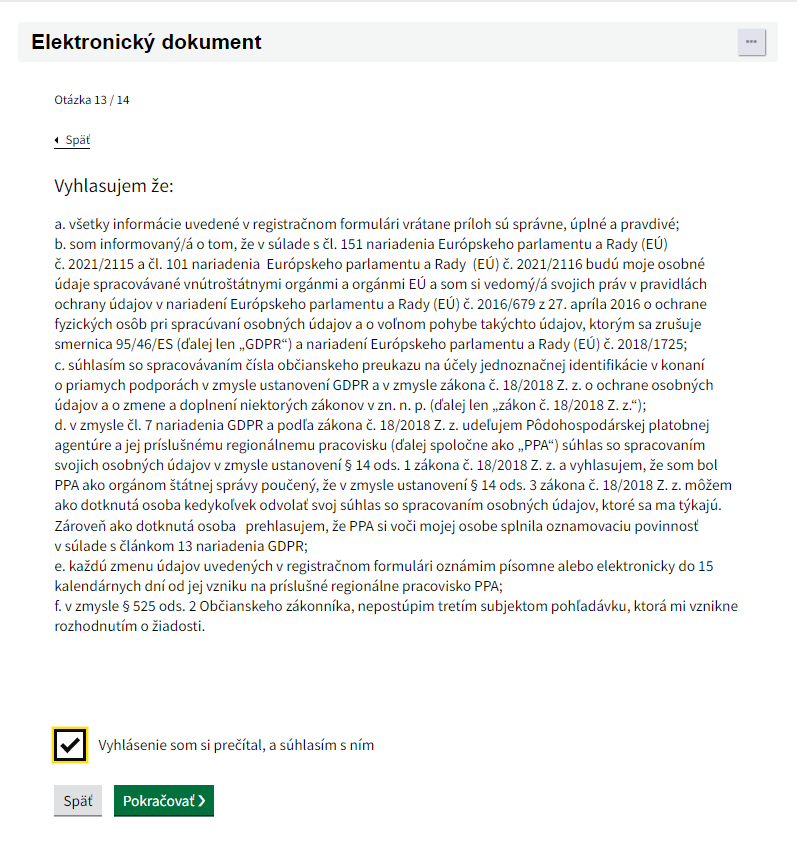 Elektronický dokument
Otázka 13 / 14
Späť
Vyhlasujem že:
a. všetky informácie uvedené v registračnom formulári vrátane príloh sú správne, úplné a pravdivé;
b. som informovaný/á o tom, že v súlade s čl. 151 nariadenia Európskeho parlamentu a Rady (EÚ)
č. 2021/2115 a čl. 101 nariadenia Európskeho parlamentu a Rady (EÚ) č. 2021/2116 budú moje osobné
údaje spracovávané vnútroštátnymi orgánmi a orgánmi EÚ a som si vedomý/á svojich práv v pravidlách
ochrany údajov v nariadení Európskeho parlamentu a Rady (EÚ) č. 2016/679 z 27. apríla 2016 o ochrane
fyzických osôb pri spracúvaní osobných údajov a o voľnom pohybe takýchto údajov, ktorým sa zrušuje
smernica 95/46/ES (ďalej len „GDPR“) a nariadení Európskeho parlamentu a Rady (EÚ) č. 2018/1725;
c. súhlasím so spracovávaním čísla občianskeho preukazu na účely jednoznačnej identifikácie v konaní
o priamych podporách v zmysle ustanovení GDPR a v zmysle zákona č. 18/2018 Z. z. o ochrane osobných
údajov a o zmene a doplnení niektorých zákonov v zn. n. p. (ďalej len „zákon č. 18/2018 Z. z.“);
d. v zmysle čl. 7 nariadenia GDPR a podľa zákona č. 18/2018 Z. z. udeľujem Pôdohospodárskej platobnej
agentúre a jej príslušnému regionálnemu pracovisku (ďalej spoločne ako „PPA“) súhlas so spracovaním
svojich osobných údajov v zmysle ustanovení § 14 ods. 1 zákona č. 18/2018 Z. z. a vyhlasujem, že som bol
PPA ako orgánom štátnej správy poučený, že v zmysle ustanovení § 14 ods. 3 zákona č. 18/2018 Z. z. môžem
ako dotknutá osoba kedykoľvek odvolať svoj súhlas so spracovaním osobných údajov, ktoré sa ma týkajú.
Zároveň ako dotknutá osoba prehlasujem, že PPA si voči mojej osobe splnila oznamovaciu povinnosť
v súlade s článkom 13 nariadenia GDPR;
e. každú zmenu údajov uvedených v registračnom formulári oznámim písomne alebo elektronicky do 15
kalendárnych dní od jej vzniku na príslušné regionálne pracovisko PPA;
f. v zmysle § 525 ods. 2 Občianskeho zákonníka, nepostúpim tretím subjektom pohľadávku, ktorá mi vznikne
rozhodnutím o žiadosti.
Vyhlásenie som si prečítal, a súhlasím s ním
Späť
Pokračovať